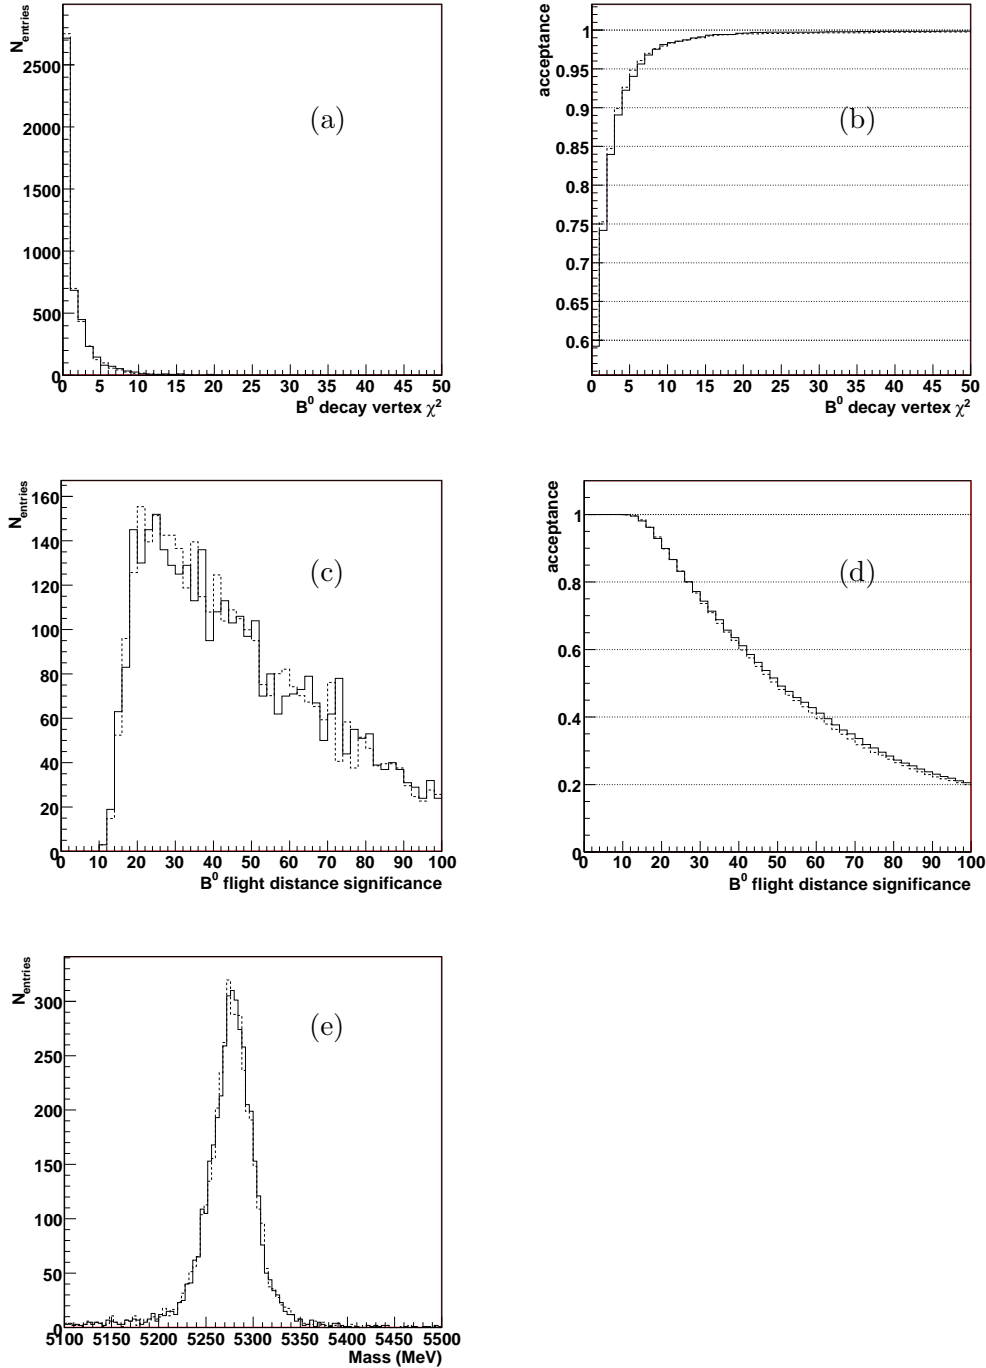 N_entries
2500
2000
1500
1000
500
0
(a)
0 5 10 15 20 25 30 35 40 45 50
B⁰ decay vertex χ²
acceptance
1
0.95
0.9
0.85
0.8
0.75
0.7
0.65
0.6
(b)
0 5 10 15 20 25 30 35 40 45 50
B⁰ decay vertex χ²
N_entries
160
140
120
100
80
60
40
20
0
(c)
0 10 20 30 40 50 60 70 80 90 100
B⁰ flight distance significance
acceptance
1
0.8
0.6
0.4
0.2
0
(d)
0 10 20 30 40 50 60 70 80 90 100
B⁰ flight distance significance
N_entries
300
250
200
150
100
50
0
(e)
5100 5150 5200 5250 5300 5350 5400 5450 5500
Mass (MeV)